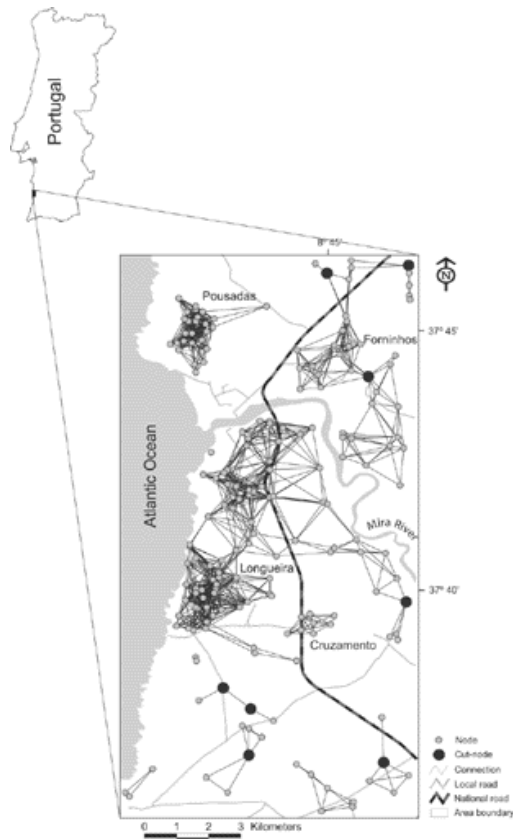 Portugal
8° 45'
N
Pousadas
37° 45'
Forninhos
Atlantic Ocean
Mira River
Longueira
37° 40'
Cruzamento
Node
Cut-node
Connection
Local road
National road
Area boundary
0 1 2 3 Kilometers